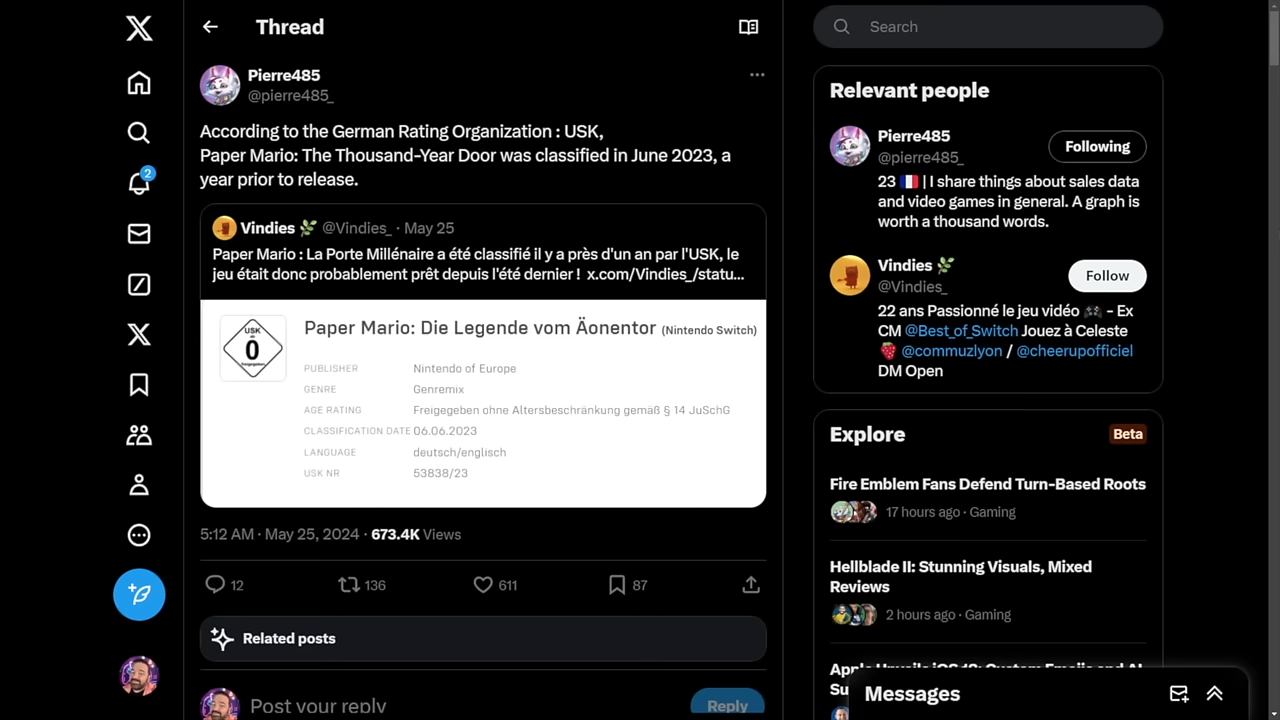 Thread
Pierre485
@pierre485_
According to the German Rating Organization : USK,
Paper Mario: The Thousand-Year Door was classified in June 2023, a
year prior to release.
Vindies 🌿 @Vindies_ · May 25
Paper Mario : La Porte Millénaire a été classifié il y a près d'un an par l'USK, le
jeu était donc probablement prêt depuis l'été dernier ! x.com/Vindies_/statu...
USK
ab
0
freigegeben
Paper Mario: Die Legende vom Äonentor (Nintendo Switch)
PUBLISHER Nintendo of Europe
GENRE Genremix
AGE RATING Freigegeben ohne Altersbeschränkung gemäß § 14 JuSchG
CLASSIFICATION DATE 06.06.2023
LANGUAGE deutsch/englisch
USK NR 53838/23
5:12 AM · May 25, 2024 · 673.4K Views
12 136 611 87
Related posts
Post your reply
Reply
2
Search
Relevant people
Pierre485
@pierre485_
Following
23 🇫🇷 | I share things about sales data
and video games in general. A graph is
worth a thousand words.
Vindies 🌿
@Vindies_
Follow
22 ans Passionné le jeu vidéo 🎮 - Ex
CM @Best_of_Switch Jouez à Celeste
🍓 @commuzlyon / @cheerupofficiel
DM Open
Explore
Beta
Fire Emblem Fans Defend Turn-Based Roots
17 hours ago · Gaming
Hellblade II: Stunning Visuals, Mixed
Reviews
2 hours ago · Gaming
Messages